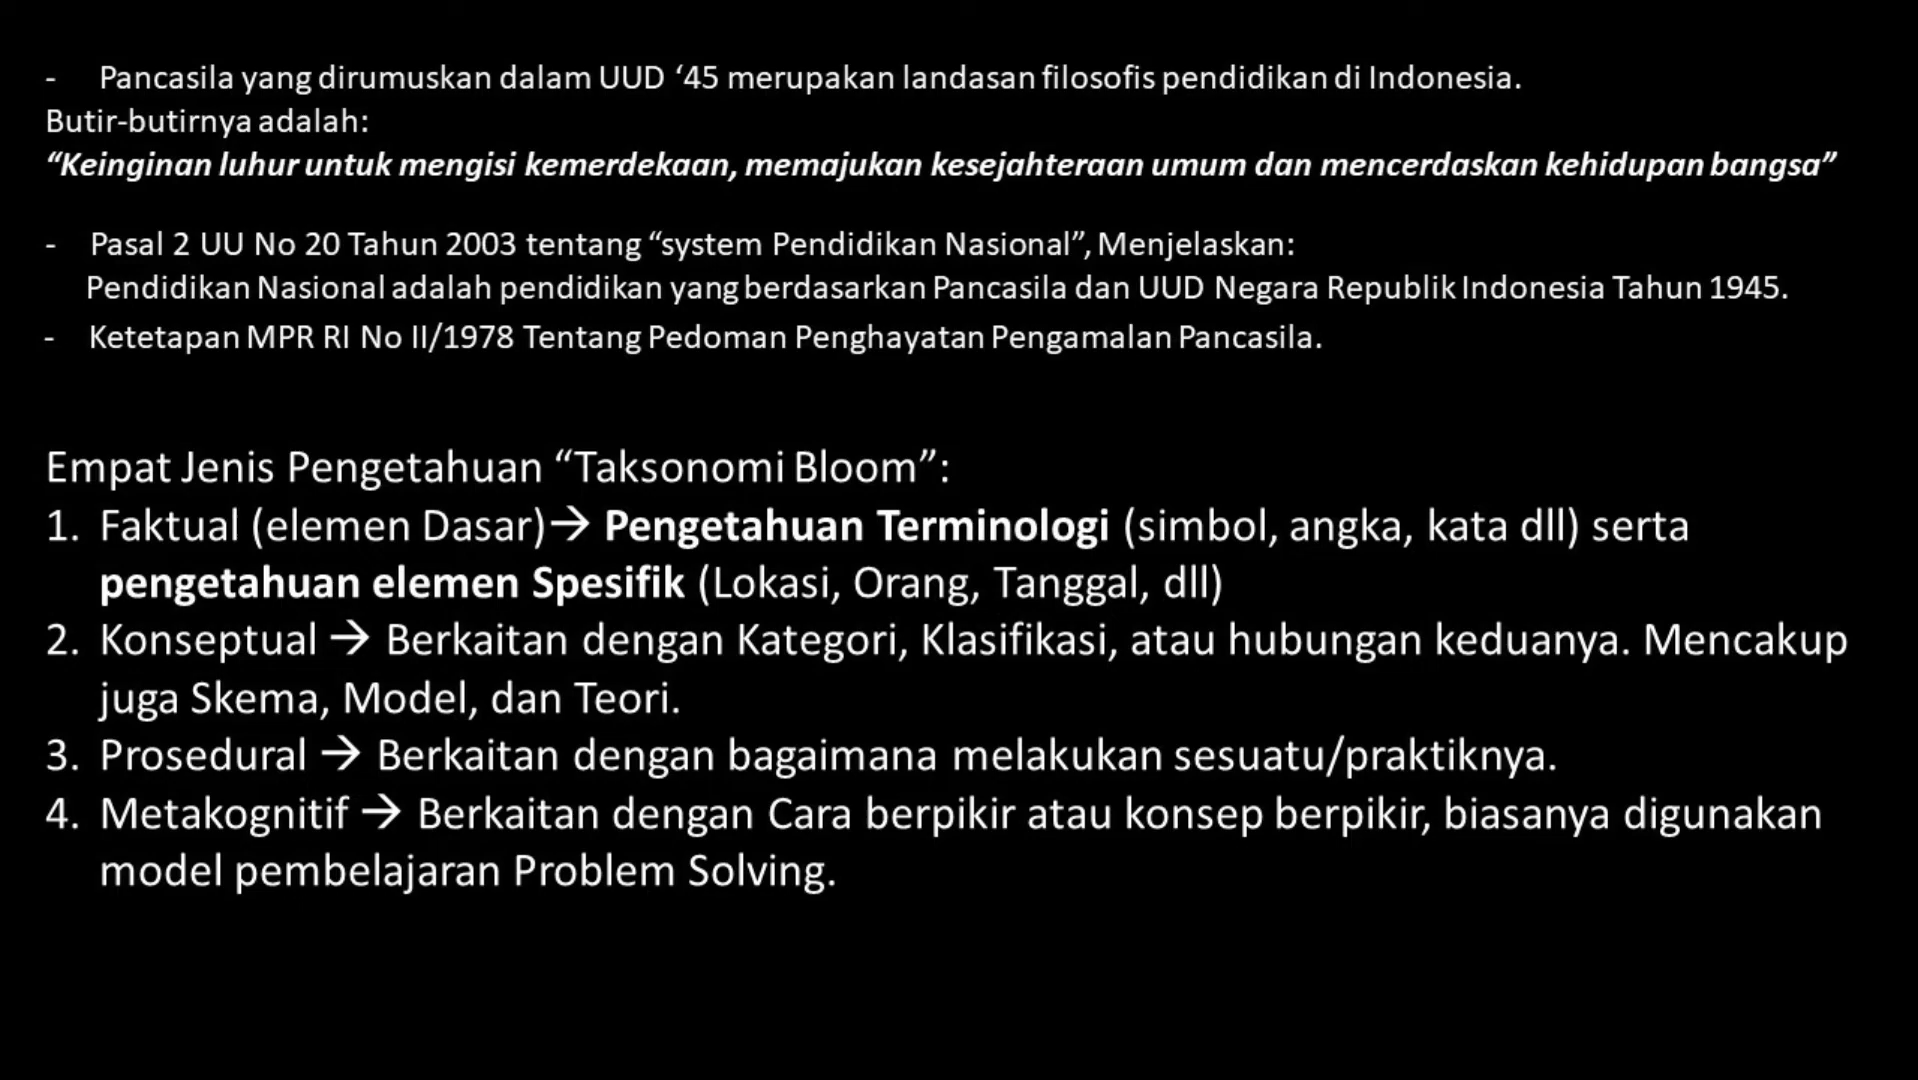 - Pancasila yang dirumuskan dalam UUD ‘45 merupakan landasan filosofis pendidikan di Indonesia.
Butir-butirnya adalah:
“Keinginan luhur untuk mengisi kemerdekaan, memajukan kesejahteraan umum dan mencerdaskan kehidupan bangsa”
- Pasal 2 UU No 20 Tahun 2003 tentang “system Pendidikan Nasional”, Menjelaskan:
Pendidikan Nasional adalah pendidikan yang berdasarkan Pancasila dan UUD Negara Republik Indonesia Tahun 1945.
- Ketetapan MPR RI No II/1978 Tentang Pedoman Penghayatan Pengamalan Pancasila.
Empat Jenis Pengetahuan “Taksonomi Bloom”:
1. Faktual (elemen Dasar)→ Pengetahuan Terminologi (simbol, angka, kata dll) serta
pengetahuan elemen Spesifik (Lokasi, Orang, Tanggal, dll)
2. Konseptual → Berkaitan dengan Kategori, Klasifikasi, atau hubungan keduanya. Mencakup
juga Skema, Model, dan Teori.
3. Prosedural → Berkaitan dengan bagaimana melakukan sesuatu/praktiknya.
4. Metakognitif → Berkaitan dengan Cara berpikir atau konsep berpikir, biasanya digunakan
model pembelajaran Problem Solving.